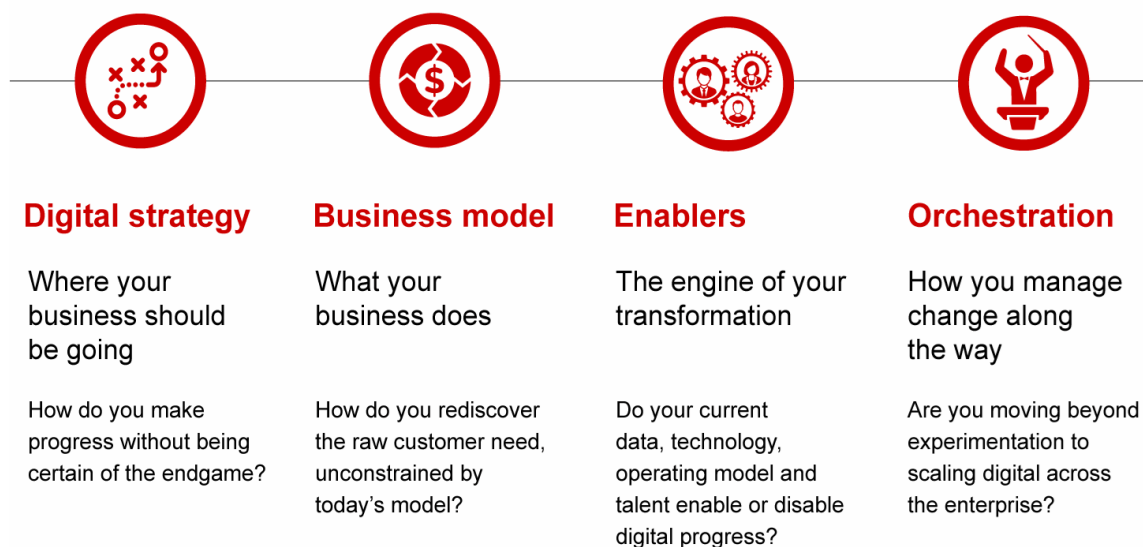 $
Digital strategy
Where your
business should
be going
How do you make
progress without being
certain of the endgame?
Business model
What your
business does
How do you rediscover
the raw customer need,
unconstrained by
today’s model?
Enablers
The engine of your
transformation
Do your current
data, technology,
operating model and
talent enable or disable
digital progress?
Orchestration
How you manage
change along
the way
Are you moving beyond
experimentation to
scaling digital across
the enterprise?